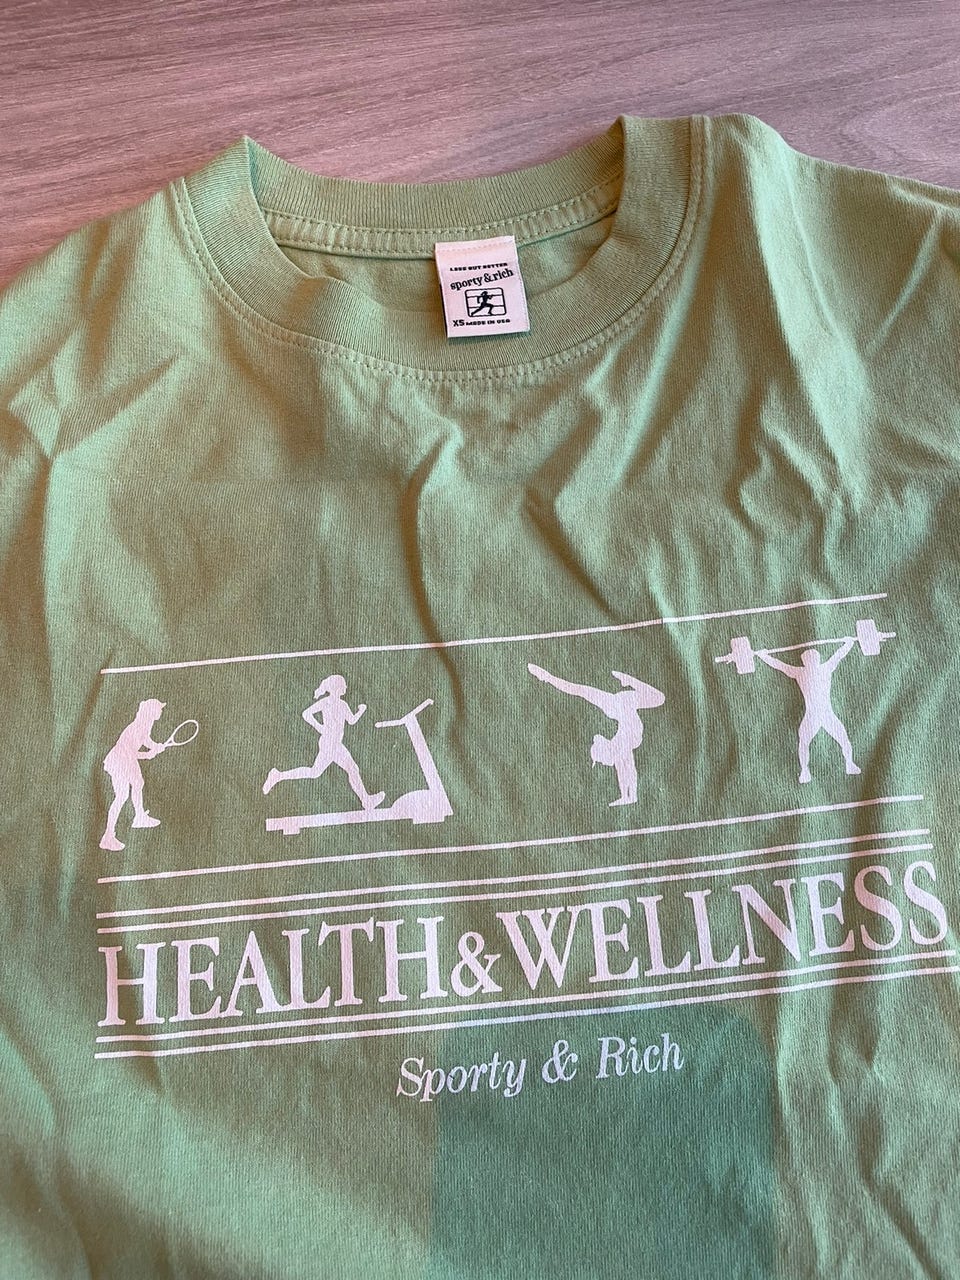 LESS BUT BETTER
sporty & rich
XS MADE IN USA
HEALTH & WELLNESS
Sporty & Rich